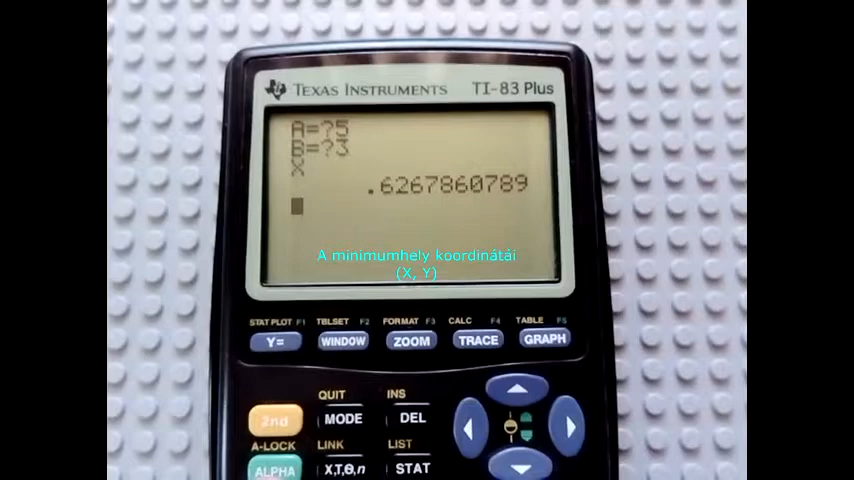 TEXAS INSTRUMENTS TI-83 Plus
A=?5
B=?3
X
.6267860789
A minimumhely koordinátái
(X, Y)
STAT PLOT F1 TBLSET F2 FORMAT F3 CALC F4 TABLE F5
Y= WINDOW ZOOM TRACE GRAPH
QUIT INS
2nd MODE DEL
A-LOCK LINK LIST
ALPHA X,T,Θ,n STAT